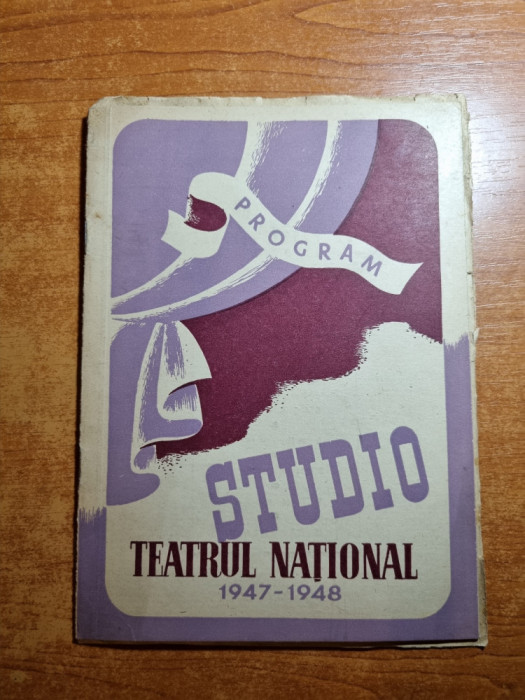 PROGRAM
STUDIO
TEATRUL NAȚIONAL
1947-1948